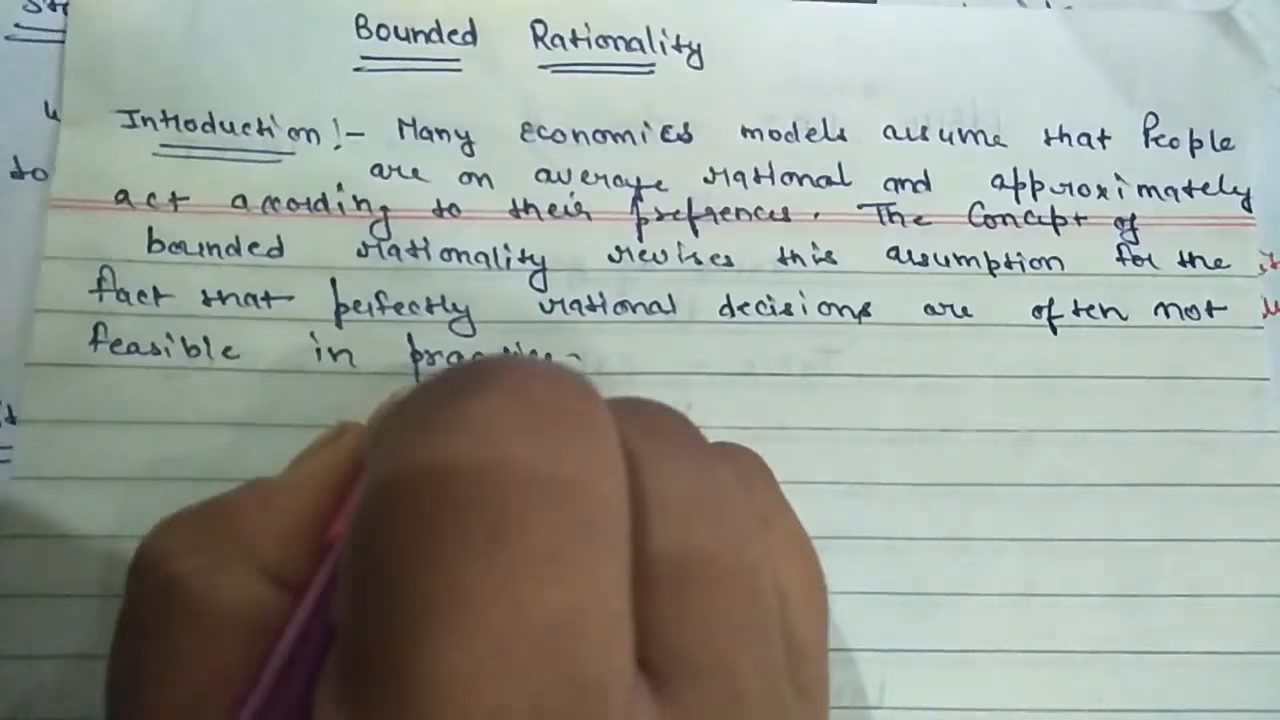 Bounded Rationality
Introduction :- Many economics models assume that People
are on average rational and approximately
act according to their prefrences. The Concept of
bounded rationality revises this assumption for the
fact that perfectly rational decisions are often not
feasible in
to